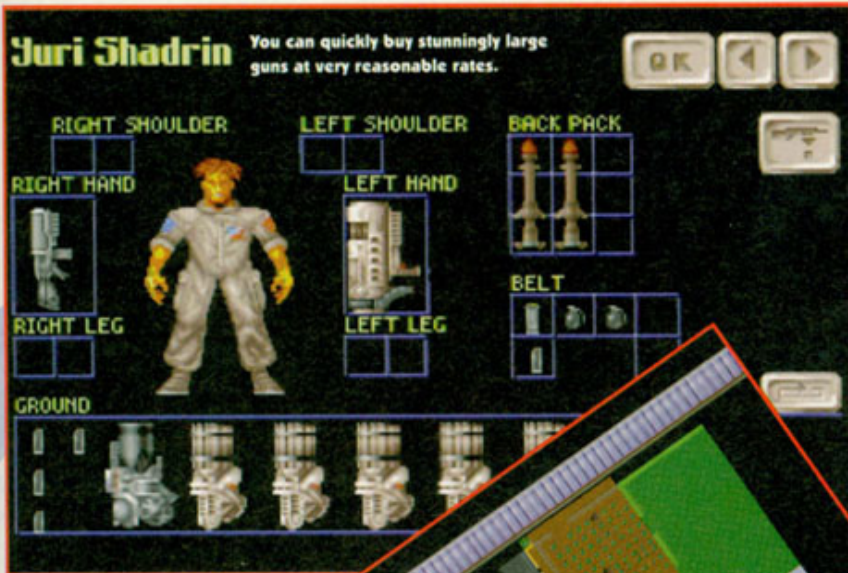 Yuri Shadrin
You can quickly buy stunningly large
guns at very reasonable rates.
OK
RIGHT SHOULDER
LEFT SHOULDER
BACK PACK
RIGHT HAND
LEFT HAND
BELT
RIGHT LEG
LEFT LEG
GROUND